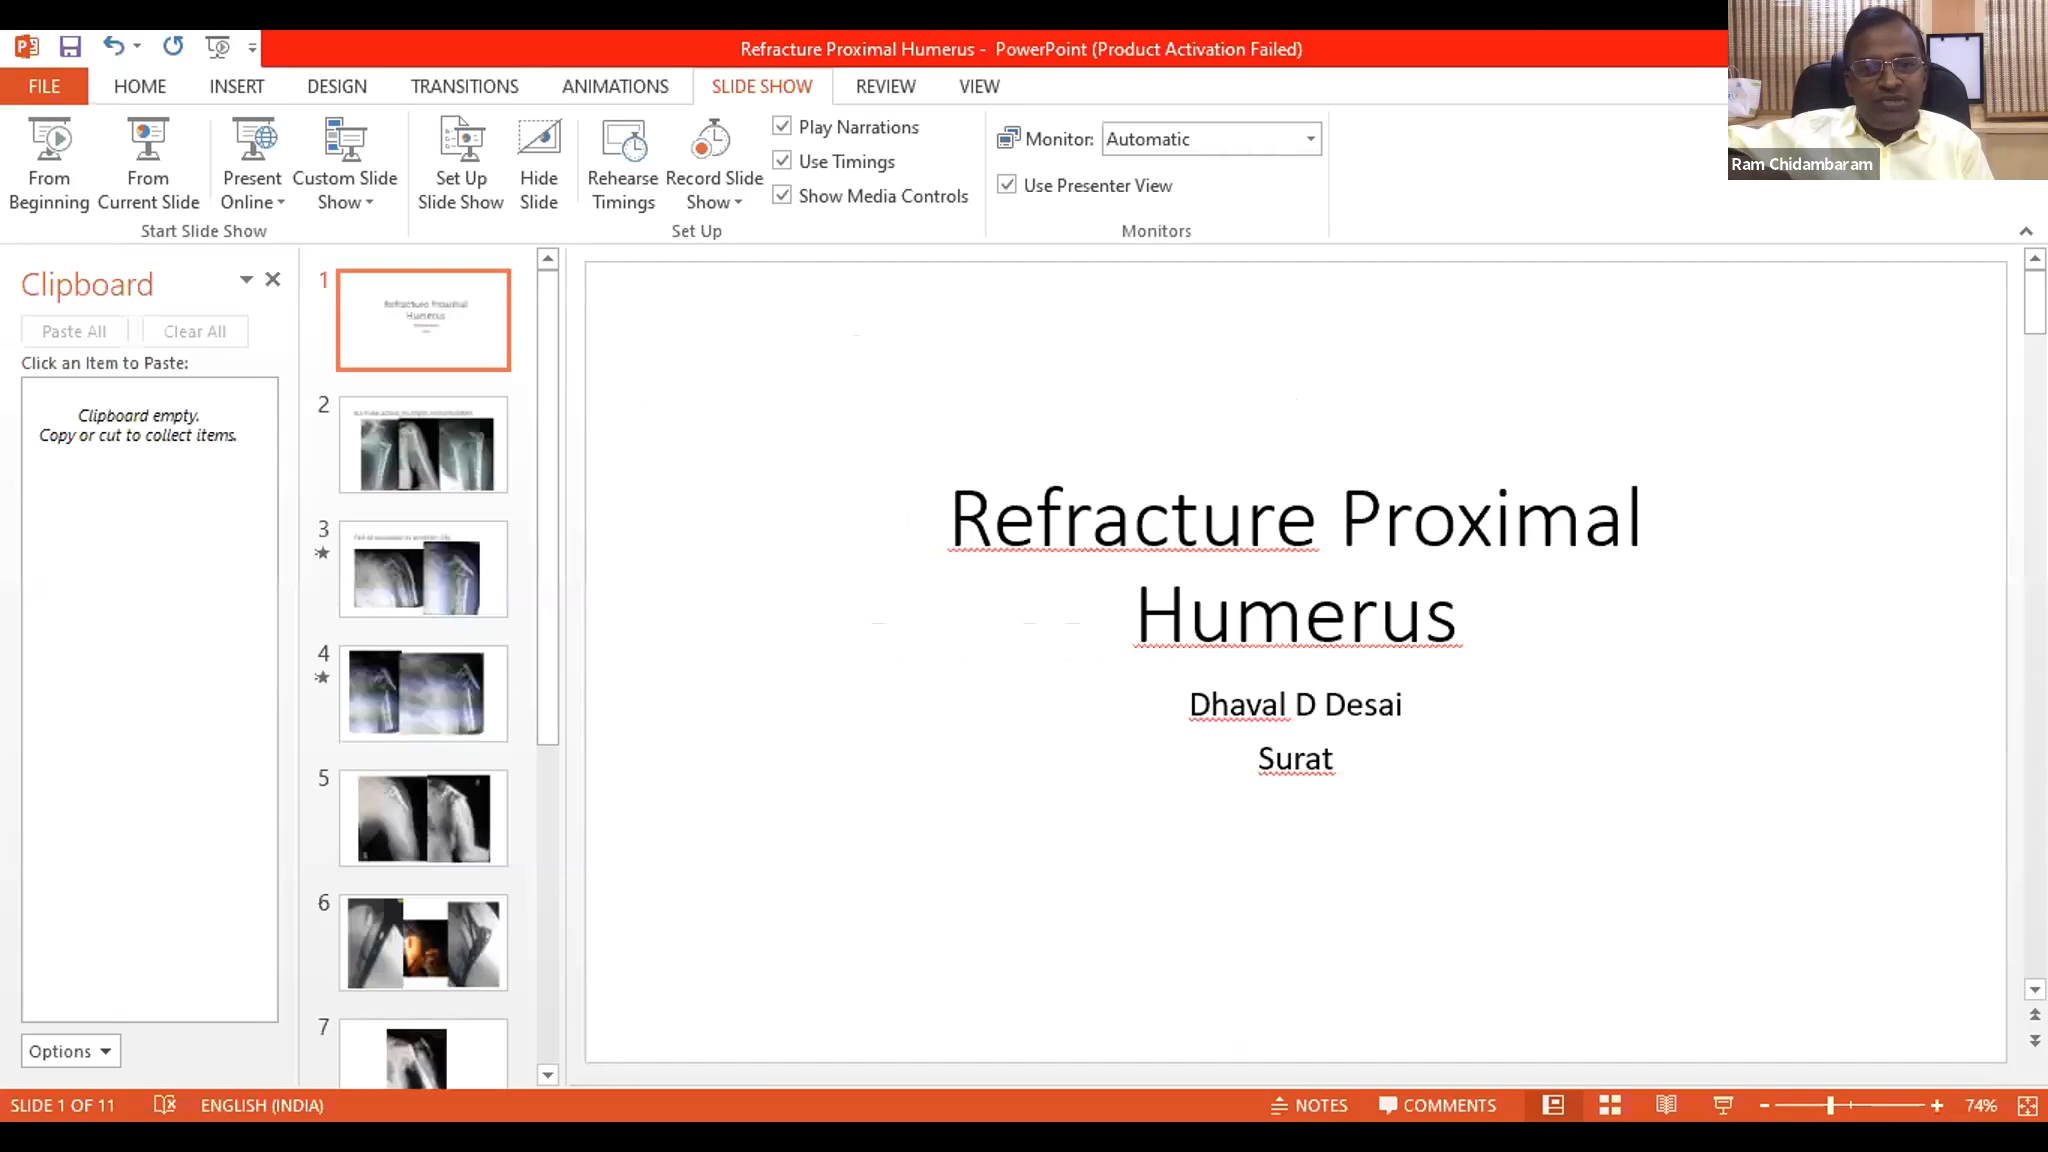 Refracture Proximal Humerus - PowerPoint (Product Activation Failed)
FILE HOME INSERT DESIGN TRANSITIONS ANIMATIONS SLIDE SHOW REVIEW VIEW
From Beginning
From Current Slide
Present Online
Custom Slide Show
Start Slide Show
Set Up Slide Show
Hide Slide
Rehearse Timings
Record Slide Show
Play Narrations
Use Timings
Show Media Controls
Set Up
Monitor: Automatic
Use Presenter View
Monitors
Ram Chidambaram
Clipboard
Paste All Clear All
Click an Item to Paste:
Clipboard empty.
Copy or cut to collect items.
Options
1
Refracture Proximal
Humerus
2
3
4
5
6
7
Refracture Proximal
Humerus
Dhaval D Desai
Surat
SLIDE 1 OF 11 ENGLISH (INDIA) NOTES COMMENTS 74%